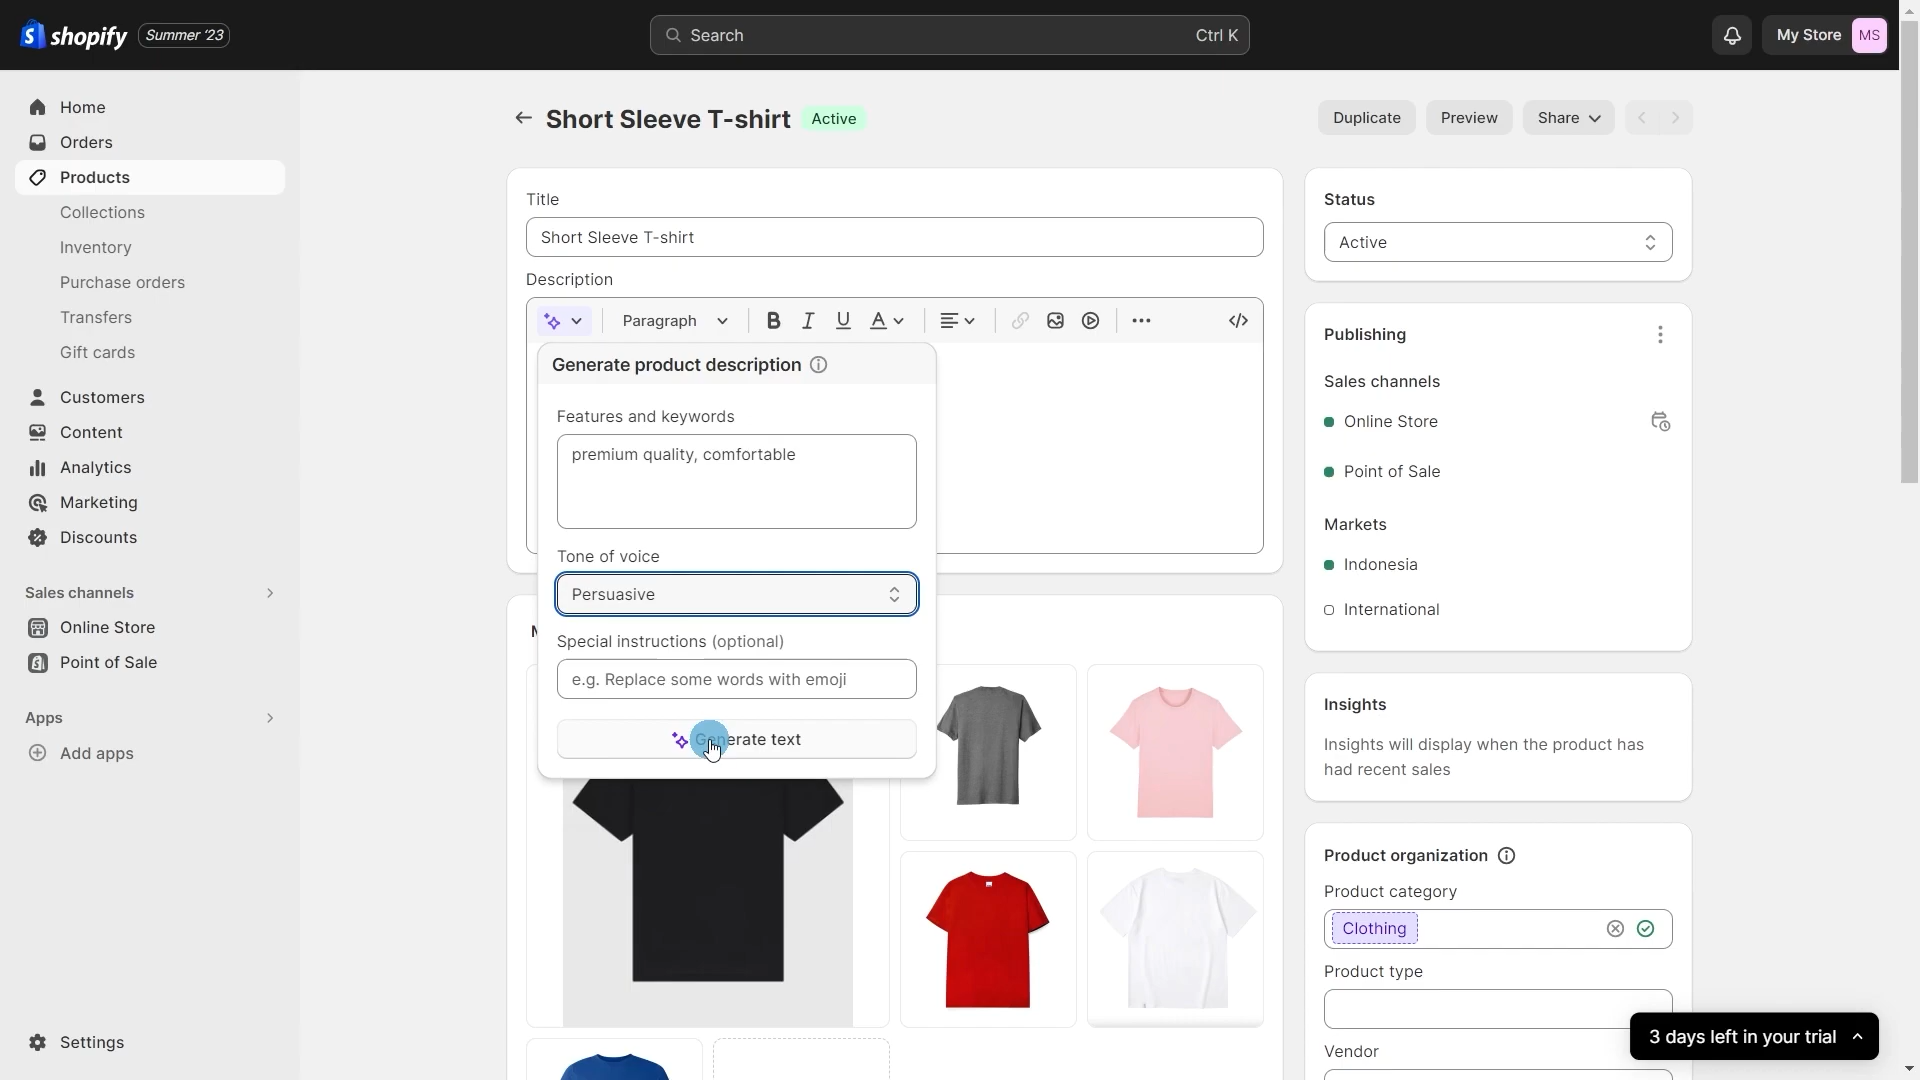 shopify
Summer '23
Search
Ctrl K
My Store
MS
Home
Orders
Products
Collections
Inventory
Purchase orders
Transfers
Gift cards
Customers
Content
Analytics
Marketing
Discounts
Sales channels
Online Store
Point of Sale
Apps
Add apps
Settings
Short Sleeve T-shirt
Active
Duplicate
Preview
Share
Title
Short Sleeve T-shirt
Description
Paragraph
B I U A
Generate product description
Features and keywords
premium quality, comfortable
Tone of voice
Persuasive
Special instructions (optional)
e.g. Replace some words with emoji
Generate text
Status
Active
Publishing
Sales channels
Online Store
Point of Sale
Markets
Indonesia
International
Insights
Insights will display when the product has
had recent sales
Product organization
Product category
Clothing
Product type
Vendor
3 days left in your trial